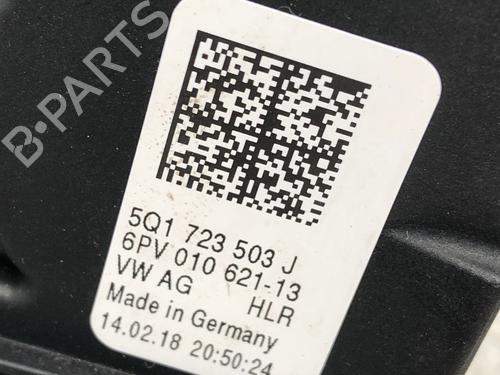 B-PARTS
5Q1 723 503 J
6PV 010 621-13
VW AG HLR
Made in Germany
14.02.18 20:50:24